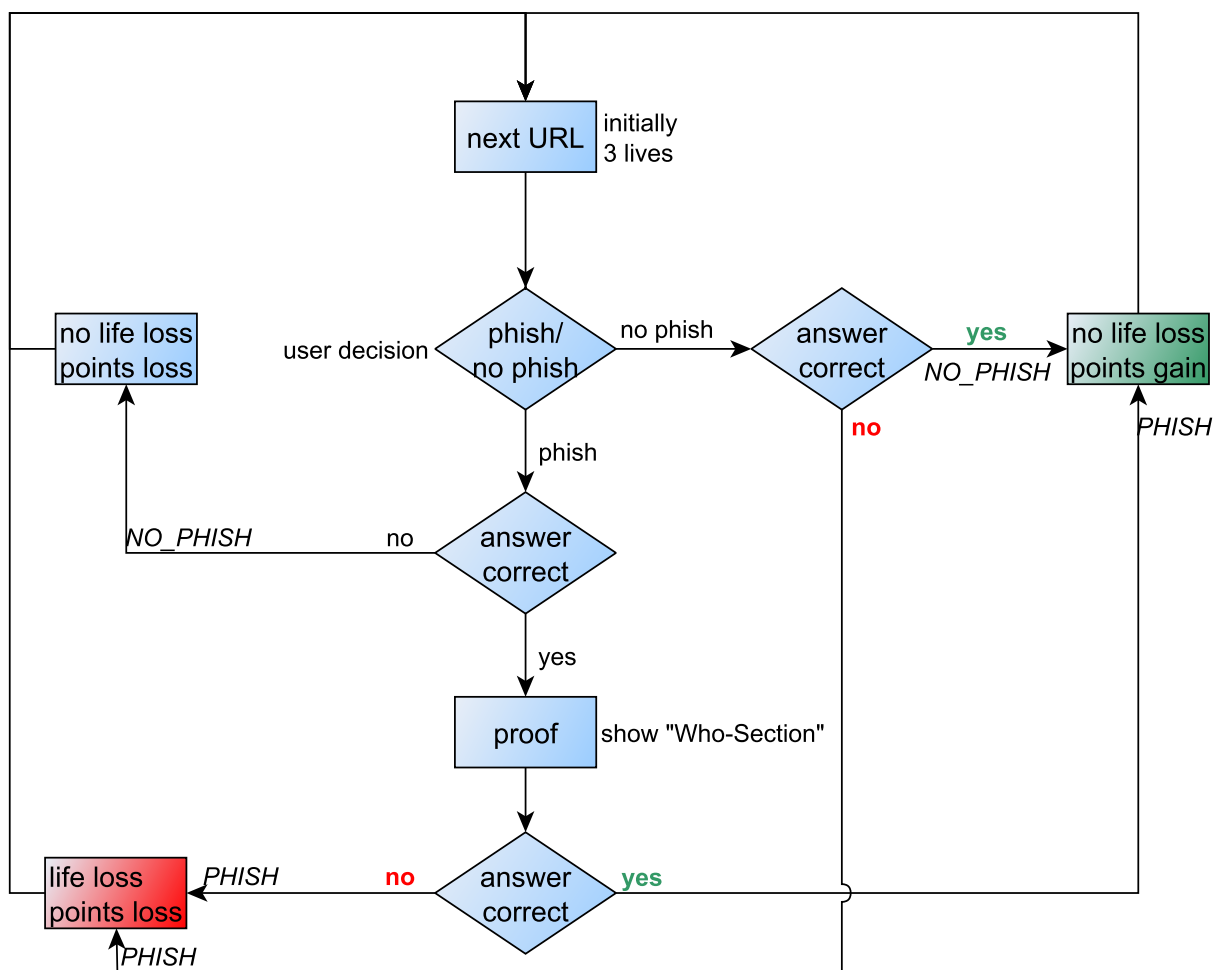 next URL
initially
3 lives
no life loss
points loss
user decision
phish/
no phish
no phish
answer
correct
yes
NO_PHISH
no life loss
points gain
no
PHISH
phish
NO_PHISH
no
answer
correct
yes
proof
show "Who-Section"
life loss
points loss
PHISH
no
answer
correct
yes
PHISH